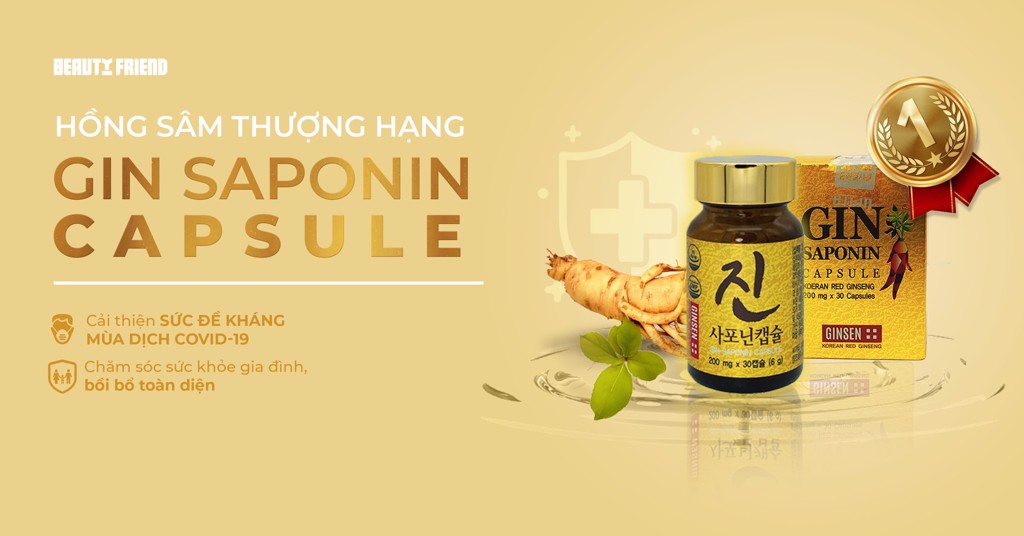 BEAUTY FRIEND
HỒNG SÂM THƯỢNG HẠNG
GIN SAPONIN
CAPSULE
Cải thiện SỨC ĐỀ KHÁNG
MÙA DỊCH COVID-19
Chăm sóc sức khỏe gia đình,
bồi bổ toàn diện
진
사포닌캡슐
200 mg x 30캡슐 (6 g)
GINSEN
GIN
SAPONIN
CAPSULE
KOERAN RED GINSENG
200 mg x 30 Capsules
GINSEN
KOREAN RED GINSENG
1